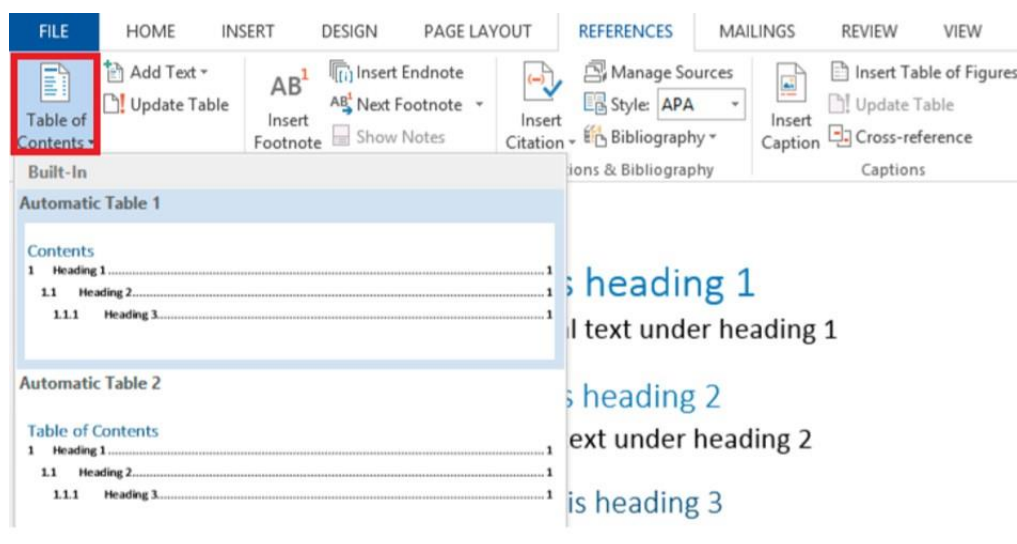 FILE HOME INSERT DESIGN PAGE LAYOUT REFERENCES MAILINGS REVIEW VIEW
Table of
Contents
Add Text
Update Table
AB1
Insert
Footnote
Insert Endnote
AB1 Next Footnote
Show Notes
Insert
Citation
Manage Sources
Style: APA
Bibliography
ions & Bibliography
Insert
Caption
Insert Table of Figures
Update Table
Cross-reference
Captions
Built-In
Automatic Table 1
Contents
1 Heading 1 1
1.1 Heading 2 1
1.1.1 Heading 3 1
Automatic Table 2
Table of Contents
1 Heading 1 1
1.1 Heading 2 1
1.1.1 Heading 3 1
s heading 1
l text under heading 1
s heading 2
ext under heading 2
is heading 3